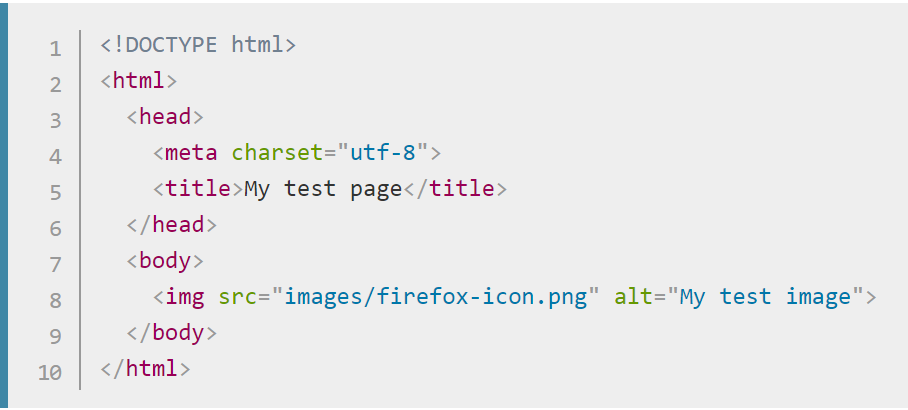 1 <!DOCTYPE html>
2 <html>
3   <head>
4     <meta charset="utf-8">
5     <title>My test page</title>
6   </head>
7   <body>
8     <img src="images/firefox-icon.png" alt="My test image">
9   </body>
10 </html>